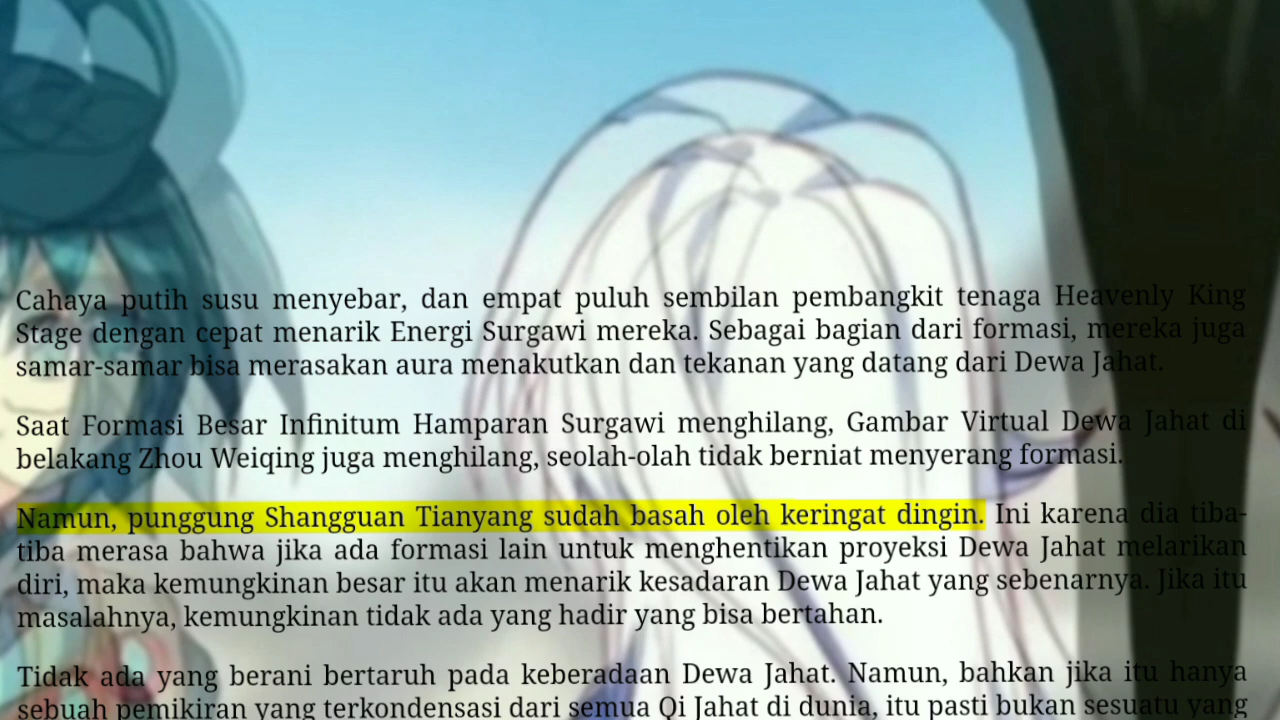 Cahaya putih susu menyebar, dan empat puluh sembilan pembangkit tenaga Heavenly King
Stage dengan cepat menarik Energi Surgawi mereka. Sebagai bagian dari formasi, mereka juga
samar-samar bisa merasakan aura menakutkan dan tekanan yang datang dari Dewa Jahat.
Saat Formasi Besar Infinitum Hamparan Surgawi menghilang, Gambar Virtual Dewa Jahat di
belakang Zhou Weiqing juga menghilang, seolah-olah tidak berniat menyerang formasi.
Namun, punggung Shangguan Tianyang sudah basah oleh keringat dingin. Ini karena dia tiba-
tiba merasa bahwa jika ada formasi lain untuk menghentikan proyeksi Dewa Jahat melarikan
diri, maka kemungkinan besar itu akan menarik kesadaran Dewa Jahat yang sebenarnya. Jika itu
masalahnya, kemungkinan tidak ada yang hadir yang bisa bertahan.
Tidak ada yang berani bertaruh pada keberadaan Dewa Jahat. Namun, bahkan jika itu hanya
sebuah pemikiran yang terkondensasi dari semua Qi Jahat di dunia, itu pasti bukan sesuatu yang